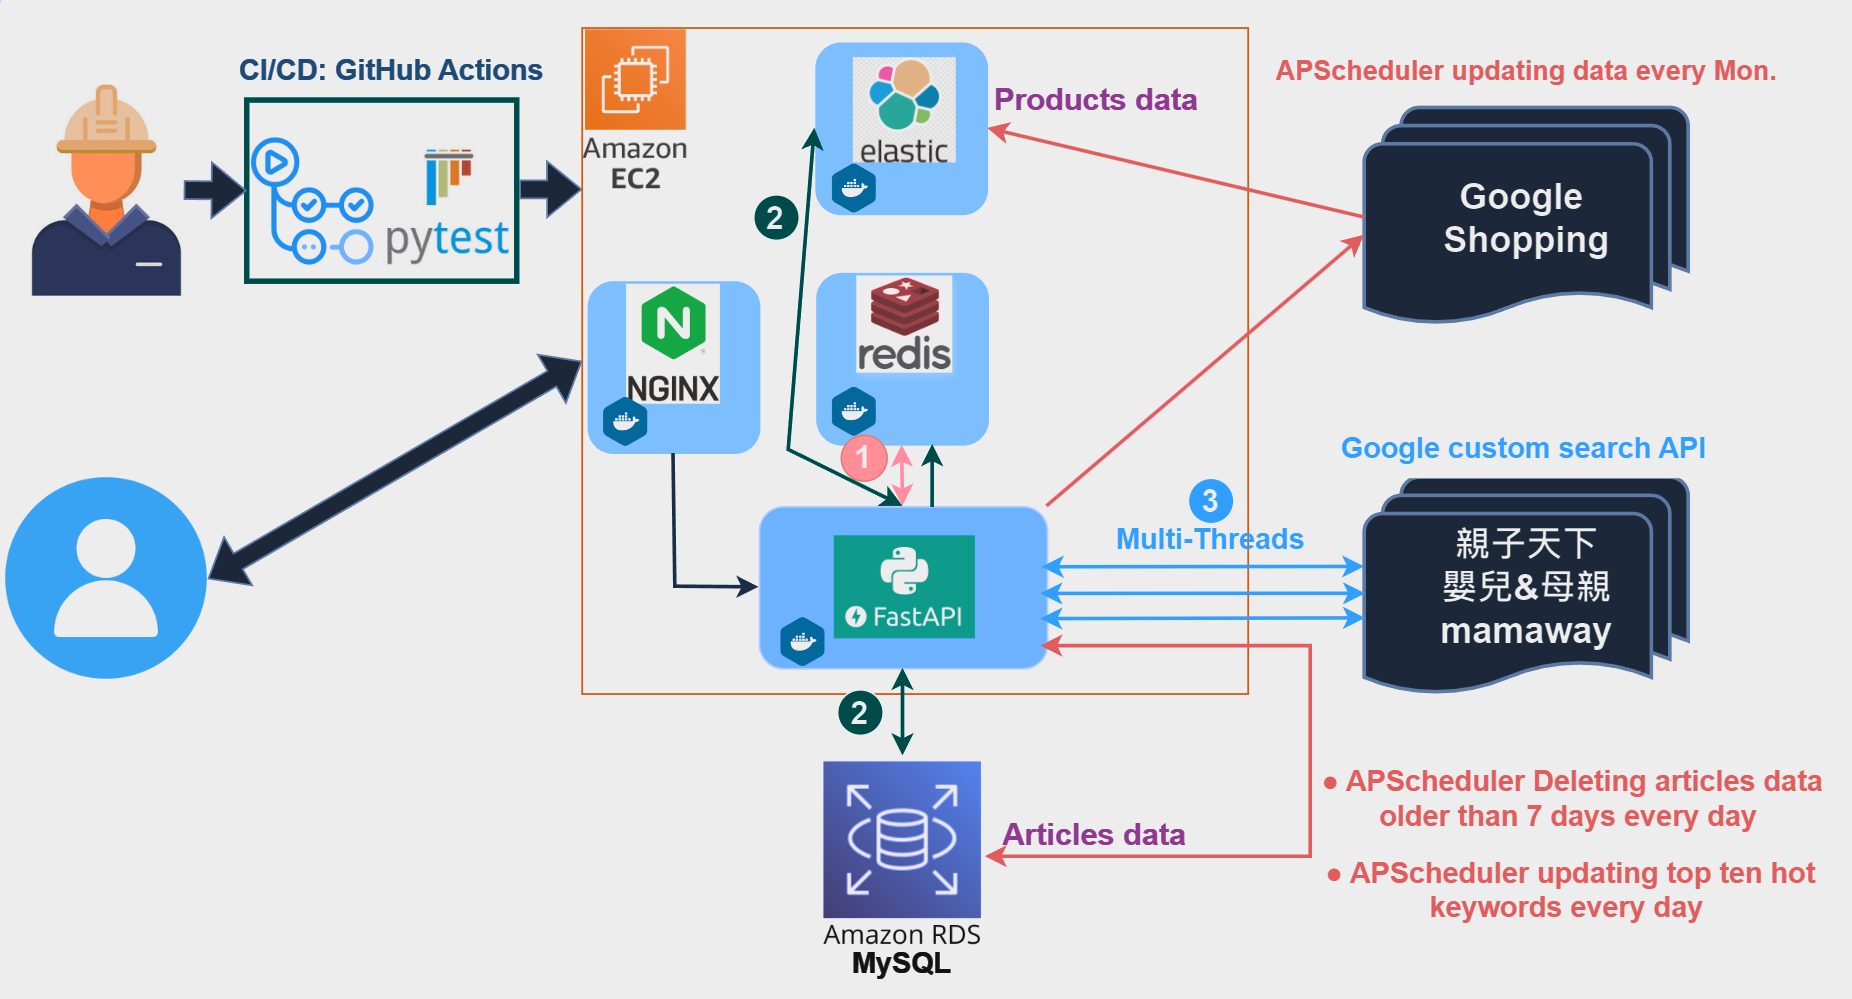 CI/CD: GitHub Actions
pytest
Amazon
EC2
elastic
Products data
APScheduler updating data every Mon.
Google
Shopping
2
NGINX
redis
1
Google custom search API
3
Multi-Threads
親子天下
嬰兒&母親
mamaway
FastAPI
2
Articles data
● APScheduler Deleting articles data
older than 7 days every day
● APScheduler updating top ten hot
keywords every day
Amazon RDS
MySQL